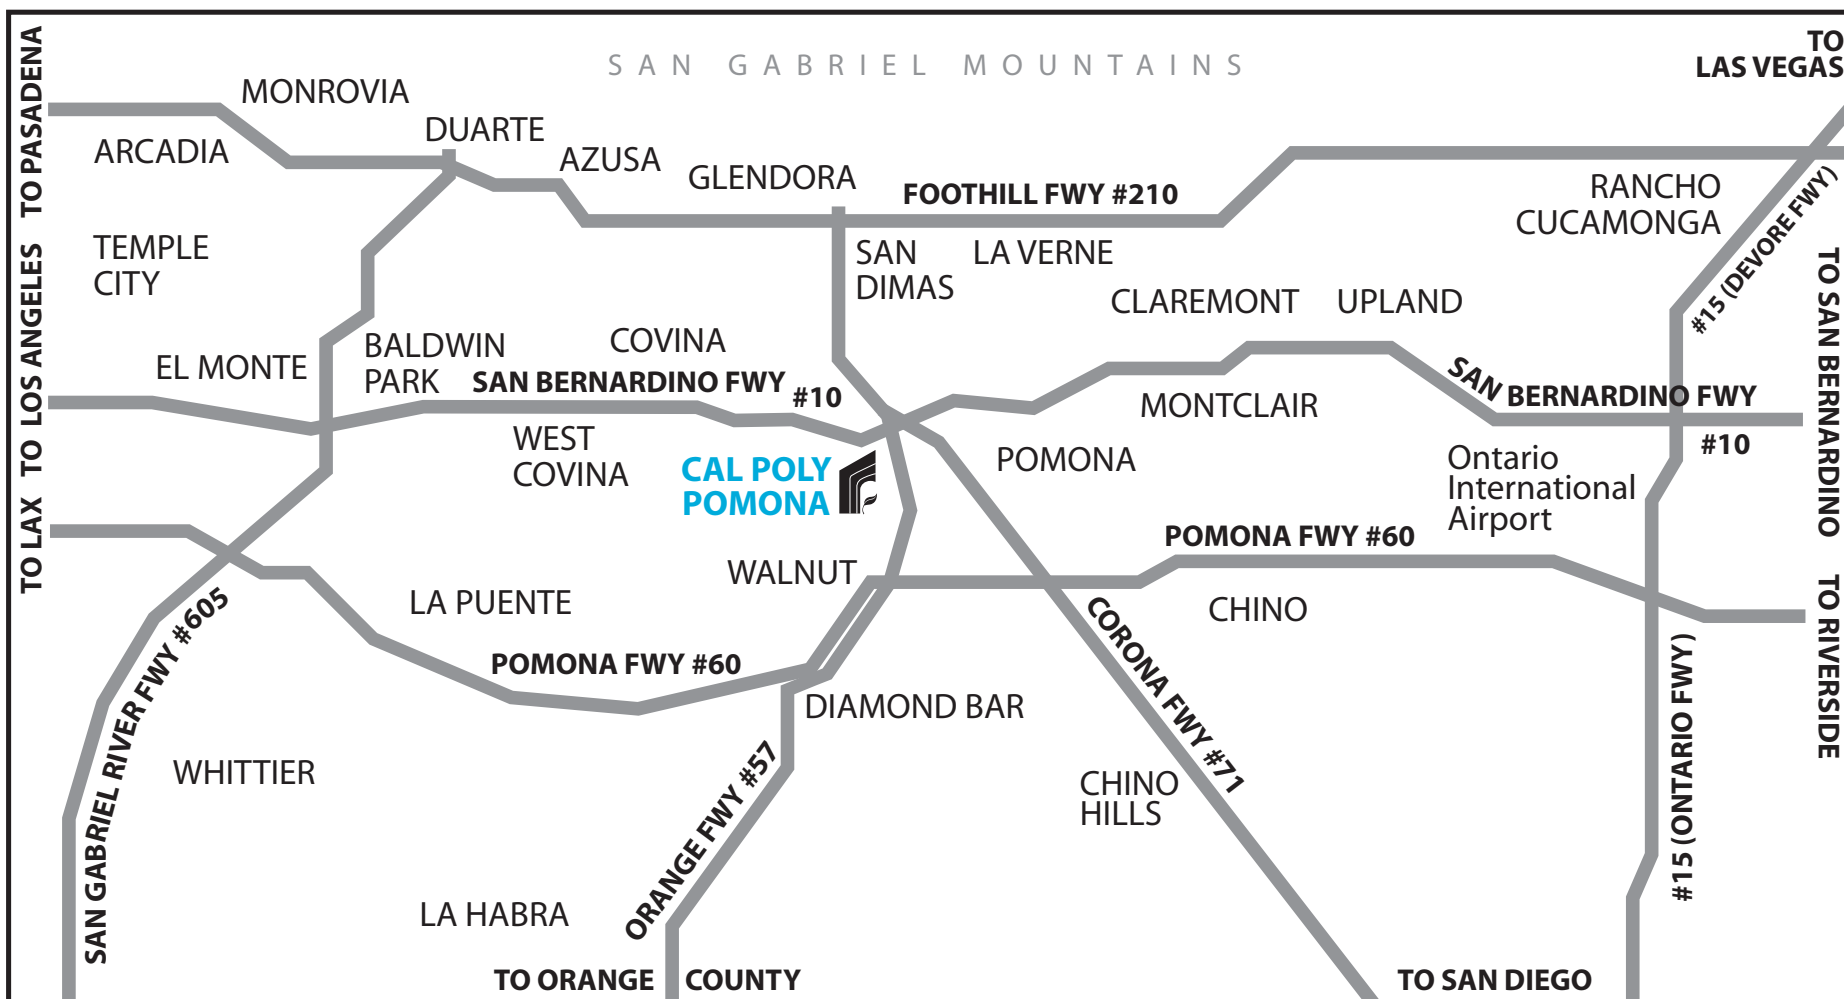 SAN GABRIEL MOUNTAINS
TO
LAS VEGAS
TO PASADENA
MONROVIA
DUARTE
ARCADIA
AZUSA
GLENDORA
FOOTHILL FWY #210
RANCHO
CUCAMONGA
#15 (DEVORE FWY)
TEMPLE
CITY
SAN
DIMAS
LA VERNE
CLAREMONT
UPLAND
TO LOS ANGELES
TO SAN BERNARDINO
EL MONTE
BALDWIN
PARK
COVINA
SAN BERNARDINO FWY
#10
MONTCLAIR
SAN BERNARDINO FWY
#10
WEST
COVINA
CAL POLY
POMONA
POMONA
Ontario
International
Airport
TO LAX
POMONA FWY #60
WALNUT
LA PUENTE
CHINO
TO RIVERSIDE
SAN GABRIEL RIVER FWY #605
POMONA FWY #60
DIAMOND BAR
CORONA FWY #71
#15 (ONTARIO FWY)
WHITTIER
ORANGE FWY #57
CHINO
HILLS
LA HABRA
TO ORANGE COUNTY
TO SAN DIEGO